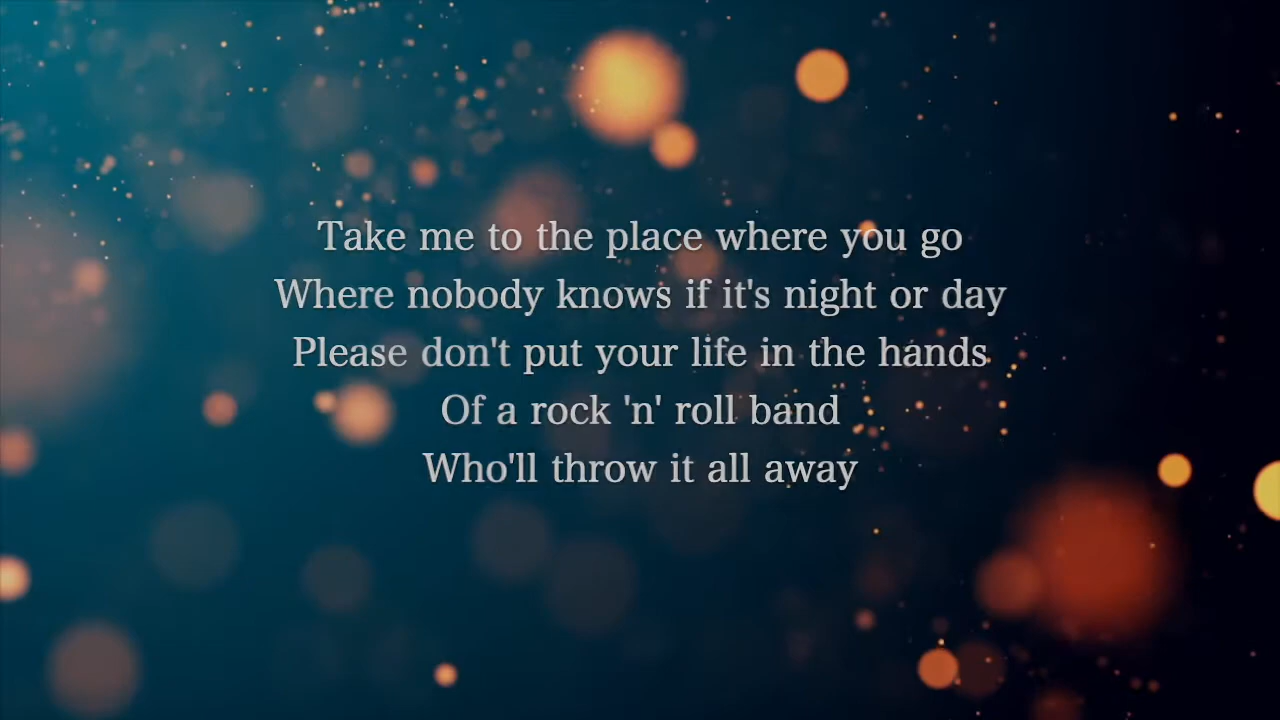 Take me to the place where you go
Where nobody knows if it's night or day
Please don't put your life in the hands
Of a rock 'n' roll band
Who'll throw it all away